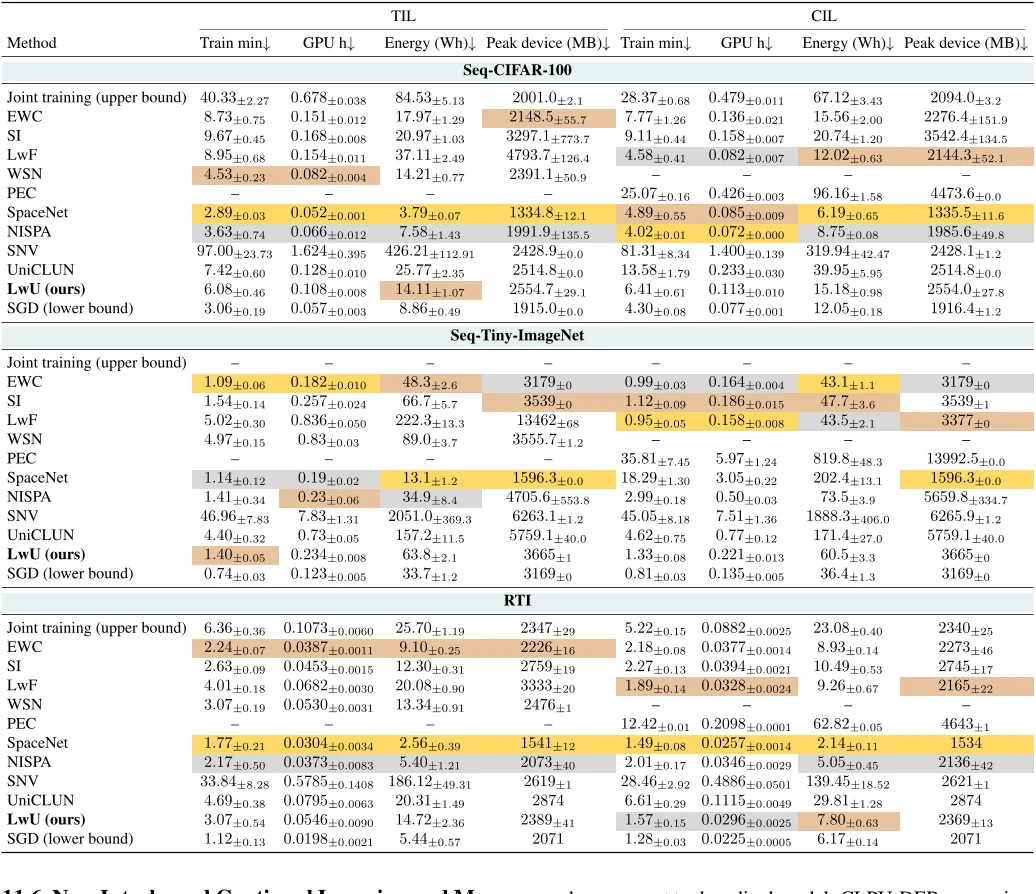 TIL CIL
Method Train min.↓ GPU h↓ Energy (Wh)↓ Peak device (MB)↓ Train min.↓ GPU h↓ Energy (Wh)↓ Peak device (MB)↓
Seq-CIFAR-100
Joint training (upper bound) 40.33±2.27 0.678±0.038 84.53±5.13 2001.0±2.1 28.37±0.68 0.479±0.011 67.12±3.43 2094.0±3.2
EWC 8.73±0.75 0.151±0.012 17.97±1.29 2148.5±55.7 7.77±1.26 0.136±0.021 15.56±2.00 2276.4±151.9
SI 9.67±0.45 0.168±0.008 20.97±1.03 3297.1±773.7 9.11±0.44 0.158±0.007 20.74±1.20 3542.4±134.5
LwF 8.95±0.68 0.154±0.011 37.11±2.49 4793.7±126.4 4.58±0.41 0.082±0.007 12.02±0.63 2144.3±52.1
WSN 4.53±0.23 0.082±0.004 14.21±0.77 2391.1±50.9 – – – –
PEC – – – – 25.07±0.16 0.426±0.003 96.16±1.58 4473.6±0.0
SpaceNet 2.89±0.03 0.052±0.001 3.79±0.07 1334.8±12.1 4.89±0.55 0.085±0.009 6.19±0.65 1335.5±11.6
NISPA 3.63±0.74 0.066±0.012 7.58±1.43 1991.9±135.5 4.02±0.01 0.072±0.000 8.75±0.08 1985.6±49.8
SNV 97.00±23.73 1.624±0.395 426.21±112.91 2428.9±0.0 81.31±8.34 1.400±0.139 319.94±42.47 2428.1±1.2
UniCLUN 7.42±0.60 0.128±0.010 25.77±2.35 2514.8±0.0 13.58±1.79 0.233±0.030 39.95±5.95 2514.8±0.0
LwU (ours) 6.08±0.46 0.108±0.008 14.11±1.07 2554.7±29.1 6.41±0.61 0.113±0.010 15.18±0.98 2554.0±27.8
SGD (lower bound) 3.06±0.19 0.057±0.003 8.86±0.49 1915.0±0.0 4.30±0.08 0.077±0.001 12.05±0.18 1916.4±1.2
Seq-Tiny-ImageNet
Joint training (upper bound) – – – – – – – –
EWC 1.09±0.06 0.182±0.010 48.3±2.6 3179±0 0.99±0.03 0.164±0.004 43.1±1.1 3179±0
SI 1.54±0.14 0.257±0.024 66.7±5.7 3539±0 1.12±0.09 0.186±0.015 47.7±3.6 3539±1
LwF 5.02±0.30 0.836±0.050 222.3±13.3 13462±68 0.95±0.05 0.158±0.008 43.5±2.1 3377±0
WSN 4.97±0.15 0.83±0.03 89.0±3.7 3555.7±1.2 – – – –
PEC – – – – 35.81±7.45 5.97±1.24 819.8±48.3 13992.5±0.0
SpaceNet 1.14±0.12 0.19±0.02 13.1±1.2 1596.3±0.0 18.29±1.30 3.05±0.22 202.4±13.1 1596.3±0.0
NISPA 1.41±0.34 0.23±0.06 34.9±8.4 4705.6±553.8 2.99±0.18 0.50±0.03 73.5±3.9 5659.8±334.7
SNV 46.96±7.83 7.83±1.31 2051.0±369.3 6263.1±1.2 45.05±8.18 7.51±1.36 1888.3±406.0 6265.9±1.2
UniCLUN 4.40±0.32 0.73±0.05 157.2±11.5 5759.1±40.0 4.62±0.75 0.77±0.12 171.4±27.0 5759.1±40.0
LwU (ours) 1.40±0.05 0.234±0.008 63.8±2.1 3665±1 1.33±0.08 0.221±0.013 60.5±3.3 3665±0
SGD (lower bound) 0.74±0.03 0.123±0.005 33.7±1.2 3169±0 0.81±0.03 0.135±0.005 36.4±1.3 3169±0
RTI
Joint training (upper bound) 6.36±0.36 0.1073±0.0060 25.70±1.19 2347±29 5.22±0.15 0.0882±0.0025 23.08±0.40 2340±25
EWC 2.24±0.07 0.0387±0.0011 9.10±0.25 2226±16 2.18±0.08 0.0377±0.0014 8.93±0.14 2273±46
SI 2.63±0.09 0.0453±0.0015 12.30±0.31 2759±19 2.27±0.13 0.0394±0.0021 10.49±0.53 2745±17
LwF 4.01±0.18 0.0682±0.0030 20.08±0.90 3333±20 1.89±0.14 0.0328±0.0024 9.26±0.67 2165±22
WSN 3.07±0.19 0.0530±0.0031 13.34±0.91 2476±1 – – – –
PEC – – – – 12.42±0.01 0.2098±0.0001 62.82±0.05 4643±1
SpaceNet 1.77±0.21 0.0304±0.0034 2.56±0.39 1541±12 1.49±0.08 0.0257±0.0014 2.14±0.11 1534
NISPA 2.17±0.50 0.0373±0.0083 5.40±1.21 2073±40 2.01±0.17 0.0346±0.0029 5.05±0.45 2136±42
SNV 33.84±8.28 0.5785±0.1408 186.12±49.31 2619±1 28.46±2.92 0.4886±0.0501 139.45±18.52 2621±1
UniCLUN 4.69±0.38 0.0795±0.0063 20.31±1.49 2874 6.61±0.29 0.1115±0.0049 29.81±1.28 2874
LwU (ours) 3.07±0.54 0.0546±0.0090 14.72±2.36 2389±41 1.57±0.15 0.0296±0.0025 7.80±0.63 2369±13
SGD (lower bound) 1.12±0.13 0.0198±0.0021 5.44±0.57 2071 1.28±0.03 0.0225±0.0005 6.17±0.14 2071